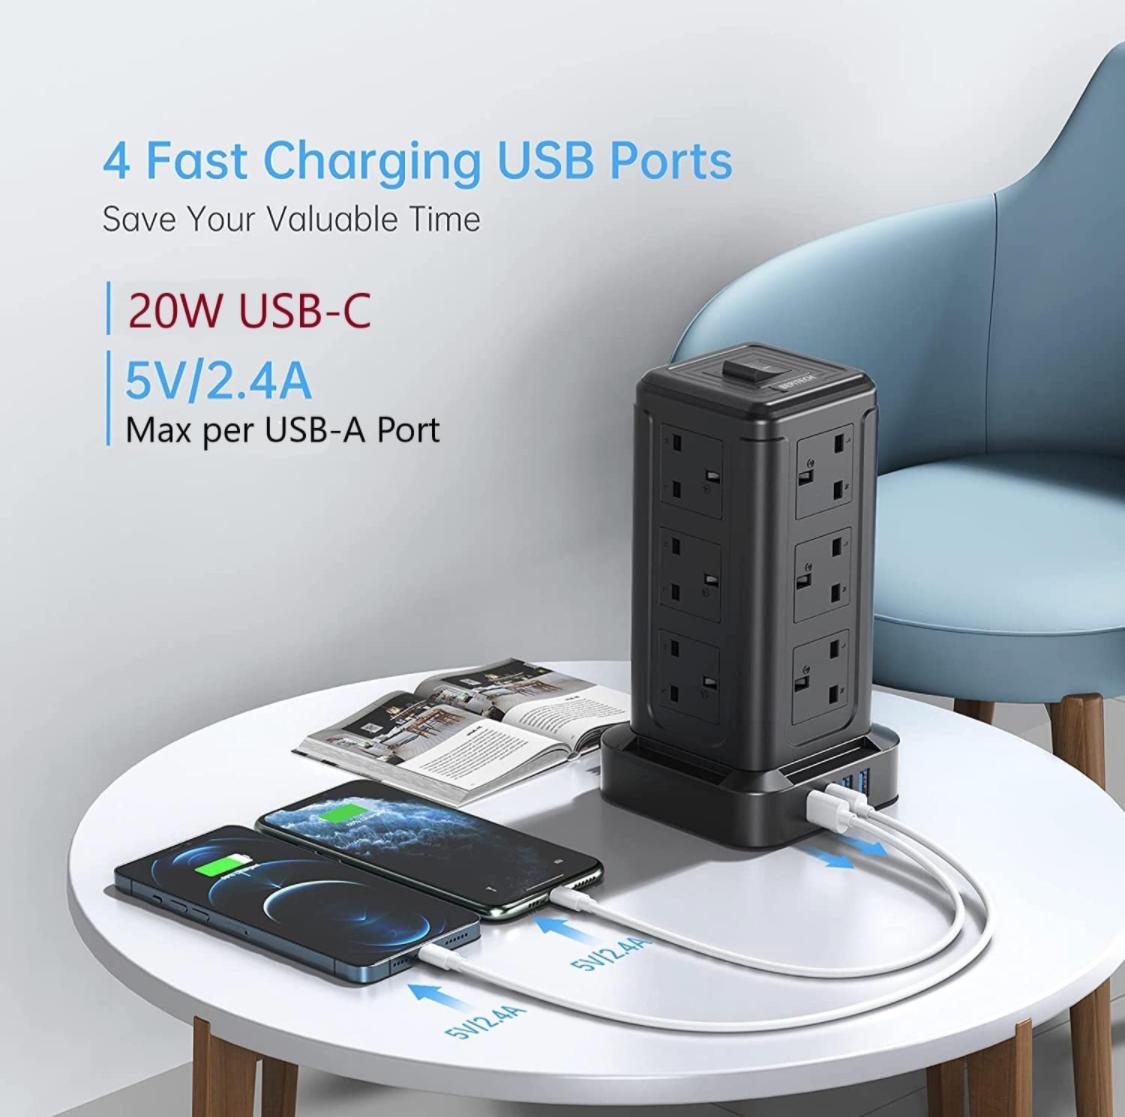 4 Fast Charging USB Ports
Save Your Valuable Time
20W USB-C
5V/2.4A
Max per USB-A Port
5V/2.4A
5V/2.4A